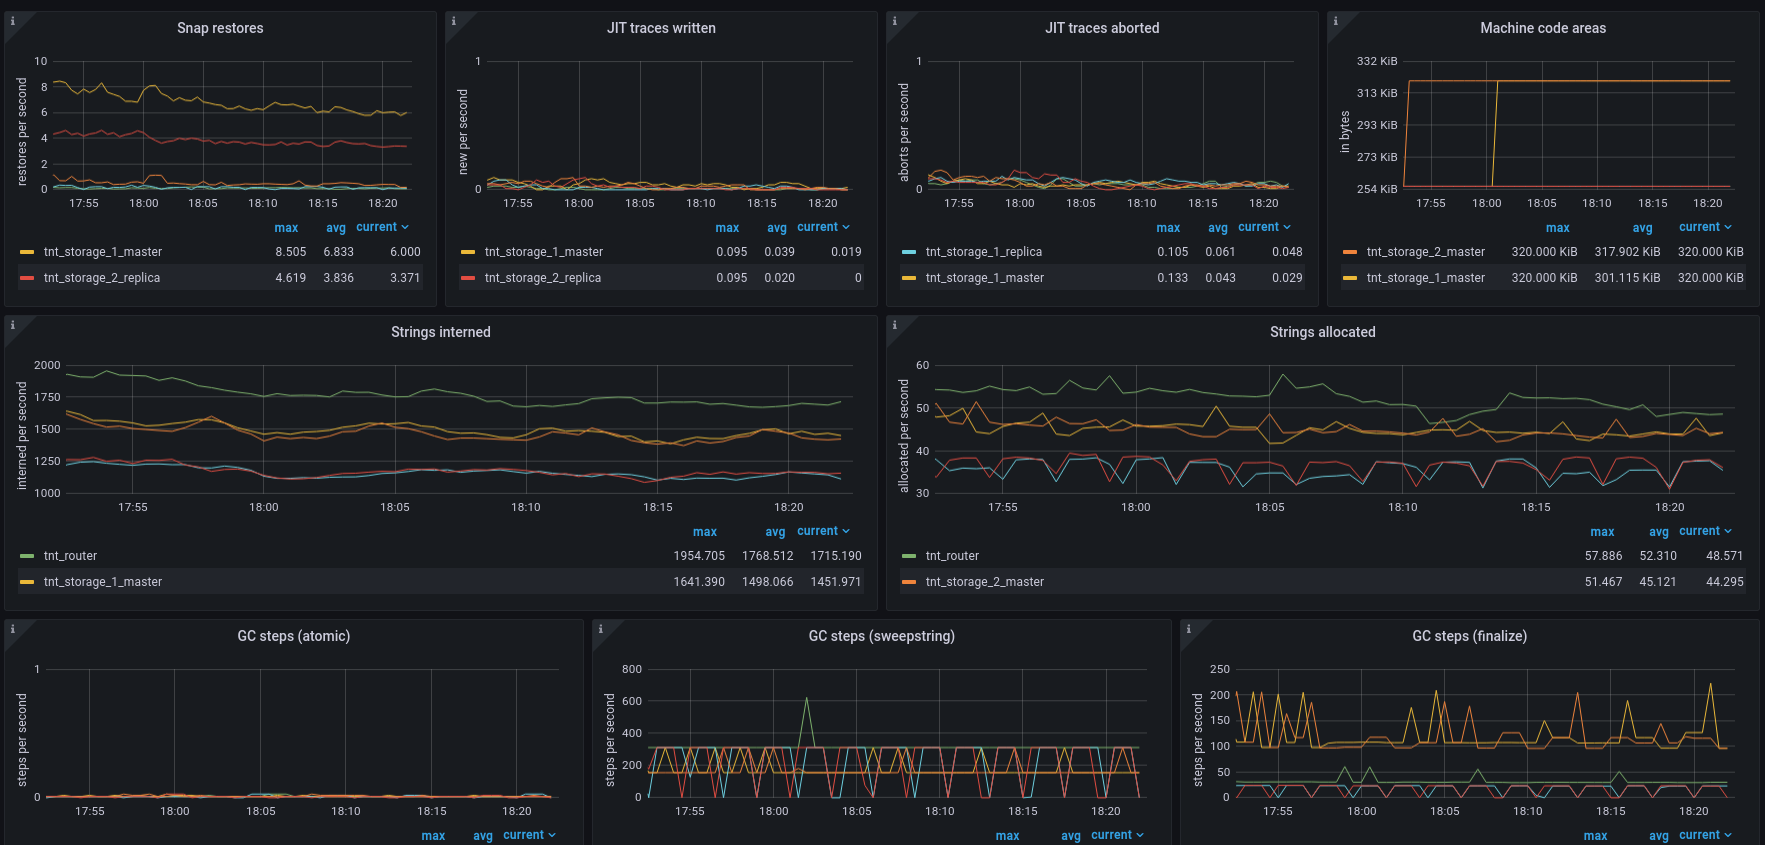 Snap restores
restores per second
10
8
6
4
2
0
17:55 18:00 18:05 18:10 18:15 18:20
max avg current
tnt_storage_1_master 8.505 6.833 6.000
tnt_storage_2_replica 4.619 3.836 3.371
JIT traces written
new per second
1
0
17:55 18:00 18:05 18:10 18:15 18:20
max avg current
tnt_storage_1_master 0.095 0.039 0.019
tnt_storage_2_replica 0.095 0.020 0
JIT traces aborted
aborts per second
1
0
17:55 18:00 18:05 18:10 18:15 18:20
max avg current
tnt_storage_1_replica 0.105 0.061 0.048
tnt_storage_1_master 0.133 0.043 0.029
Machine code areas
in bytes
332 KiB
313 KiB
293 KiB
273 KiB
254 KiB
17:55 18:00 18:05 18:10 18:15 18:20
max avg current
tnt_storage_2_master 320.000 KiB 317.902 KiB 320.000 KiB
tnt_storage_1_master 320.000 KiB 301.115 KiB 320.000 KiB
Strings interned
interned per second
2000
1750
1500
1250
1000
17:55 18:00 18:05 18:10 18:15 18:20
max avg current
tnt_router 1954.705 1768.512 1715.190
tnt_storage_1_master 1641.390 1498.066 1451.971
Strings allocated
allocated per second
60
50
40
30
17:55 18:00 18:05 18:10 18:15 18:20
max avg current
tnt_router 57.886 52.310 48.571
tnt_storage_2_master 51.467 45.121 44.295
GC steps (atomic)
steps per second
1
0
17:55 18:00 18:05 18:10 18:15 18:20
max avg current
GC steps (sweepstring)
steps per second
800
600
400
200
0
17:55 18:00 18:05 18:10 18:15 18:20
max avg current
GC steps (finalize)
steps per second
250
200
150
100
50
0
17:55 18:00 18:05 18:10 18:15 18:20
max avg current